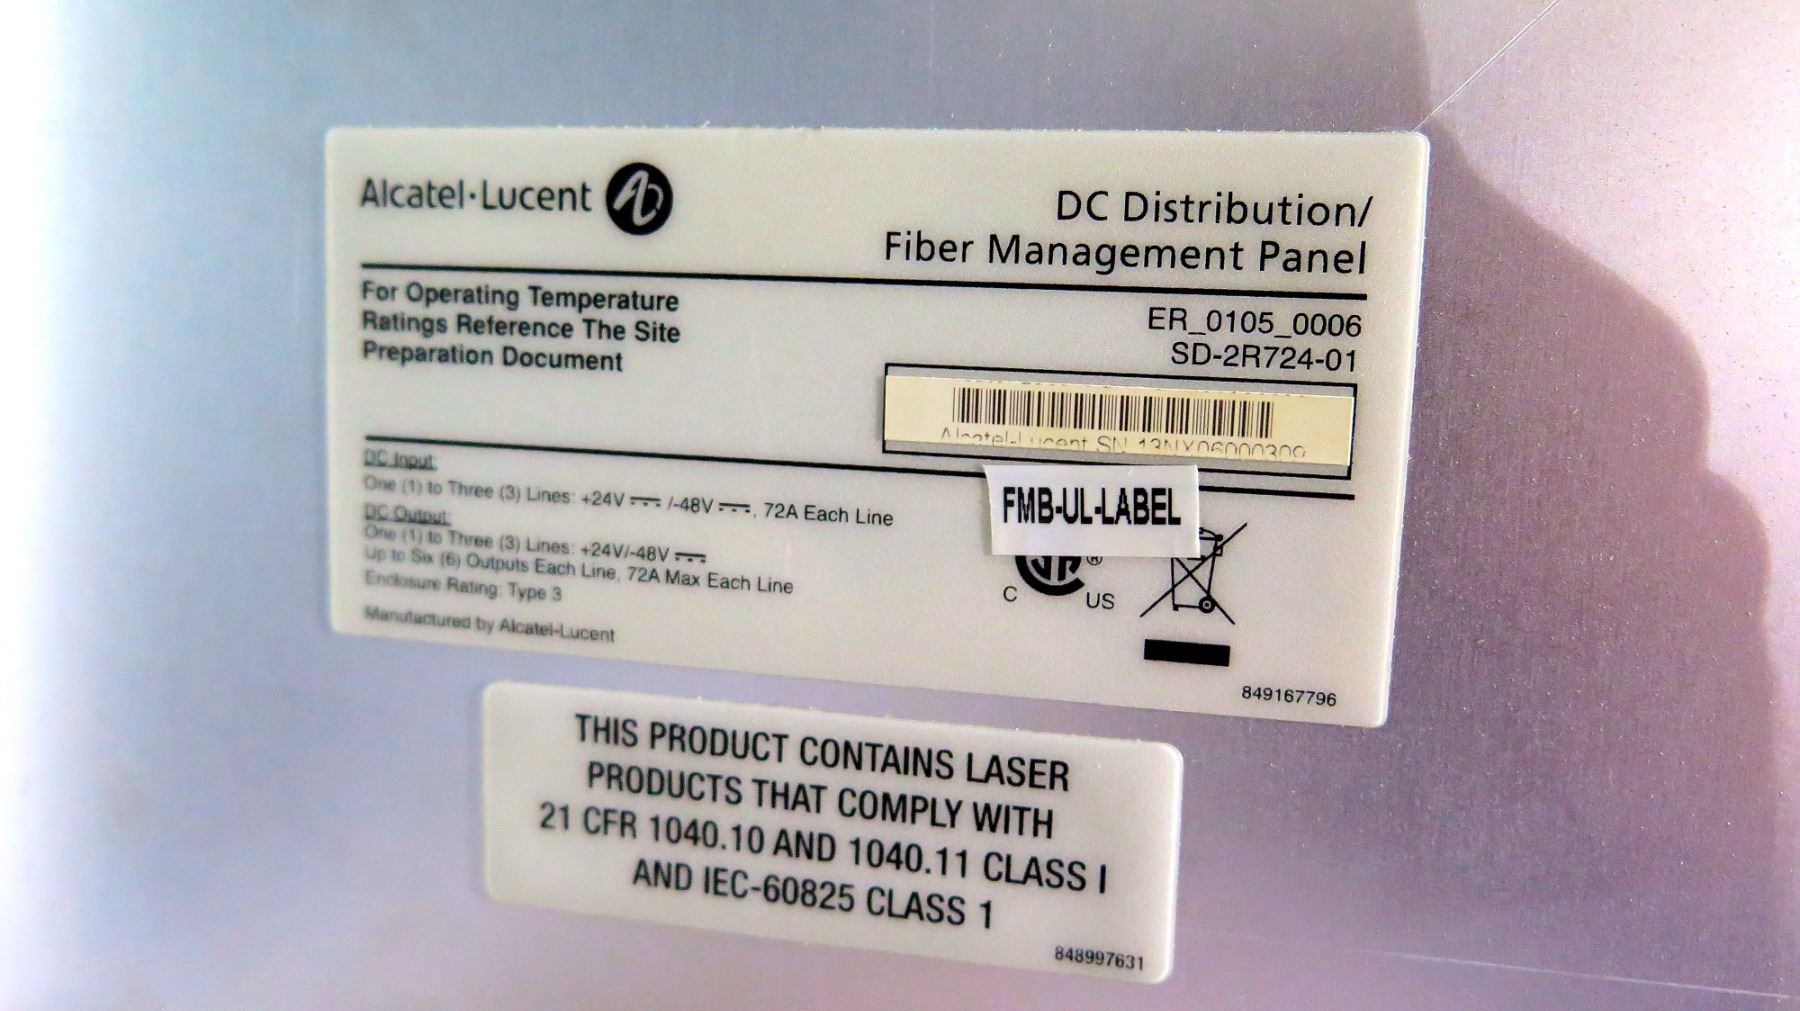 Alcatel·Lucent
DC Distribution/
Fiber Management Panel
For Operating Temperature
Ratings Reference The Site
Preparation Document
ER_0105_0006
SD-2R724-01
Alcatel-Lucent SN 13NX06000309
DC Input:
One (1) to Three (3) Lines: +24V /-48V , 72A Each Line
DC Output:
One (1) to Three (3) Lines: +24V/-48V
Up to Six (6) Outputs Each Line, 72A Max Each Line
Enclosure Rating: Type 3
Manufactured by Alcatel-Lucent
FMB-UL-LABEL
®
C US
849167796
THIS PRODUCT CONTAINS LASER
PRODUCTS THAT COMPLY WITH
21 CFR 1040.10 AND 1040.11 CLASS I
AND IEC-60825 CLASS 1
848997631